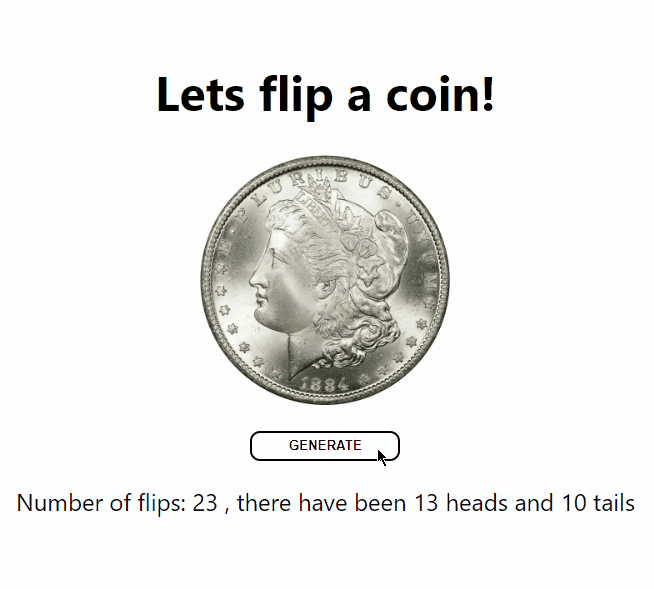 Lets flip a coin!
E · PLURIBUS · UNUM
LIBERTY
1884
GENERATE
Number of flips: 23 , there have been 13 heads and 10 tails